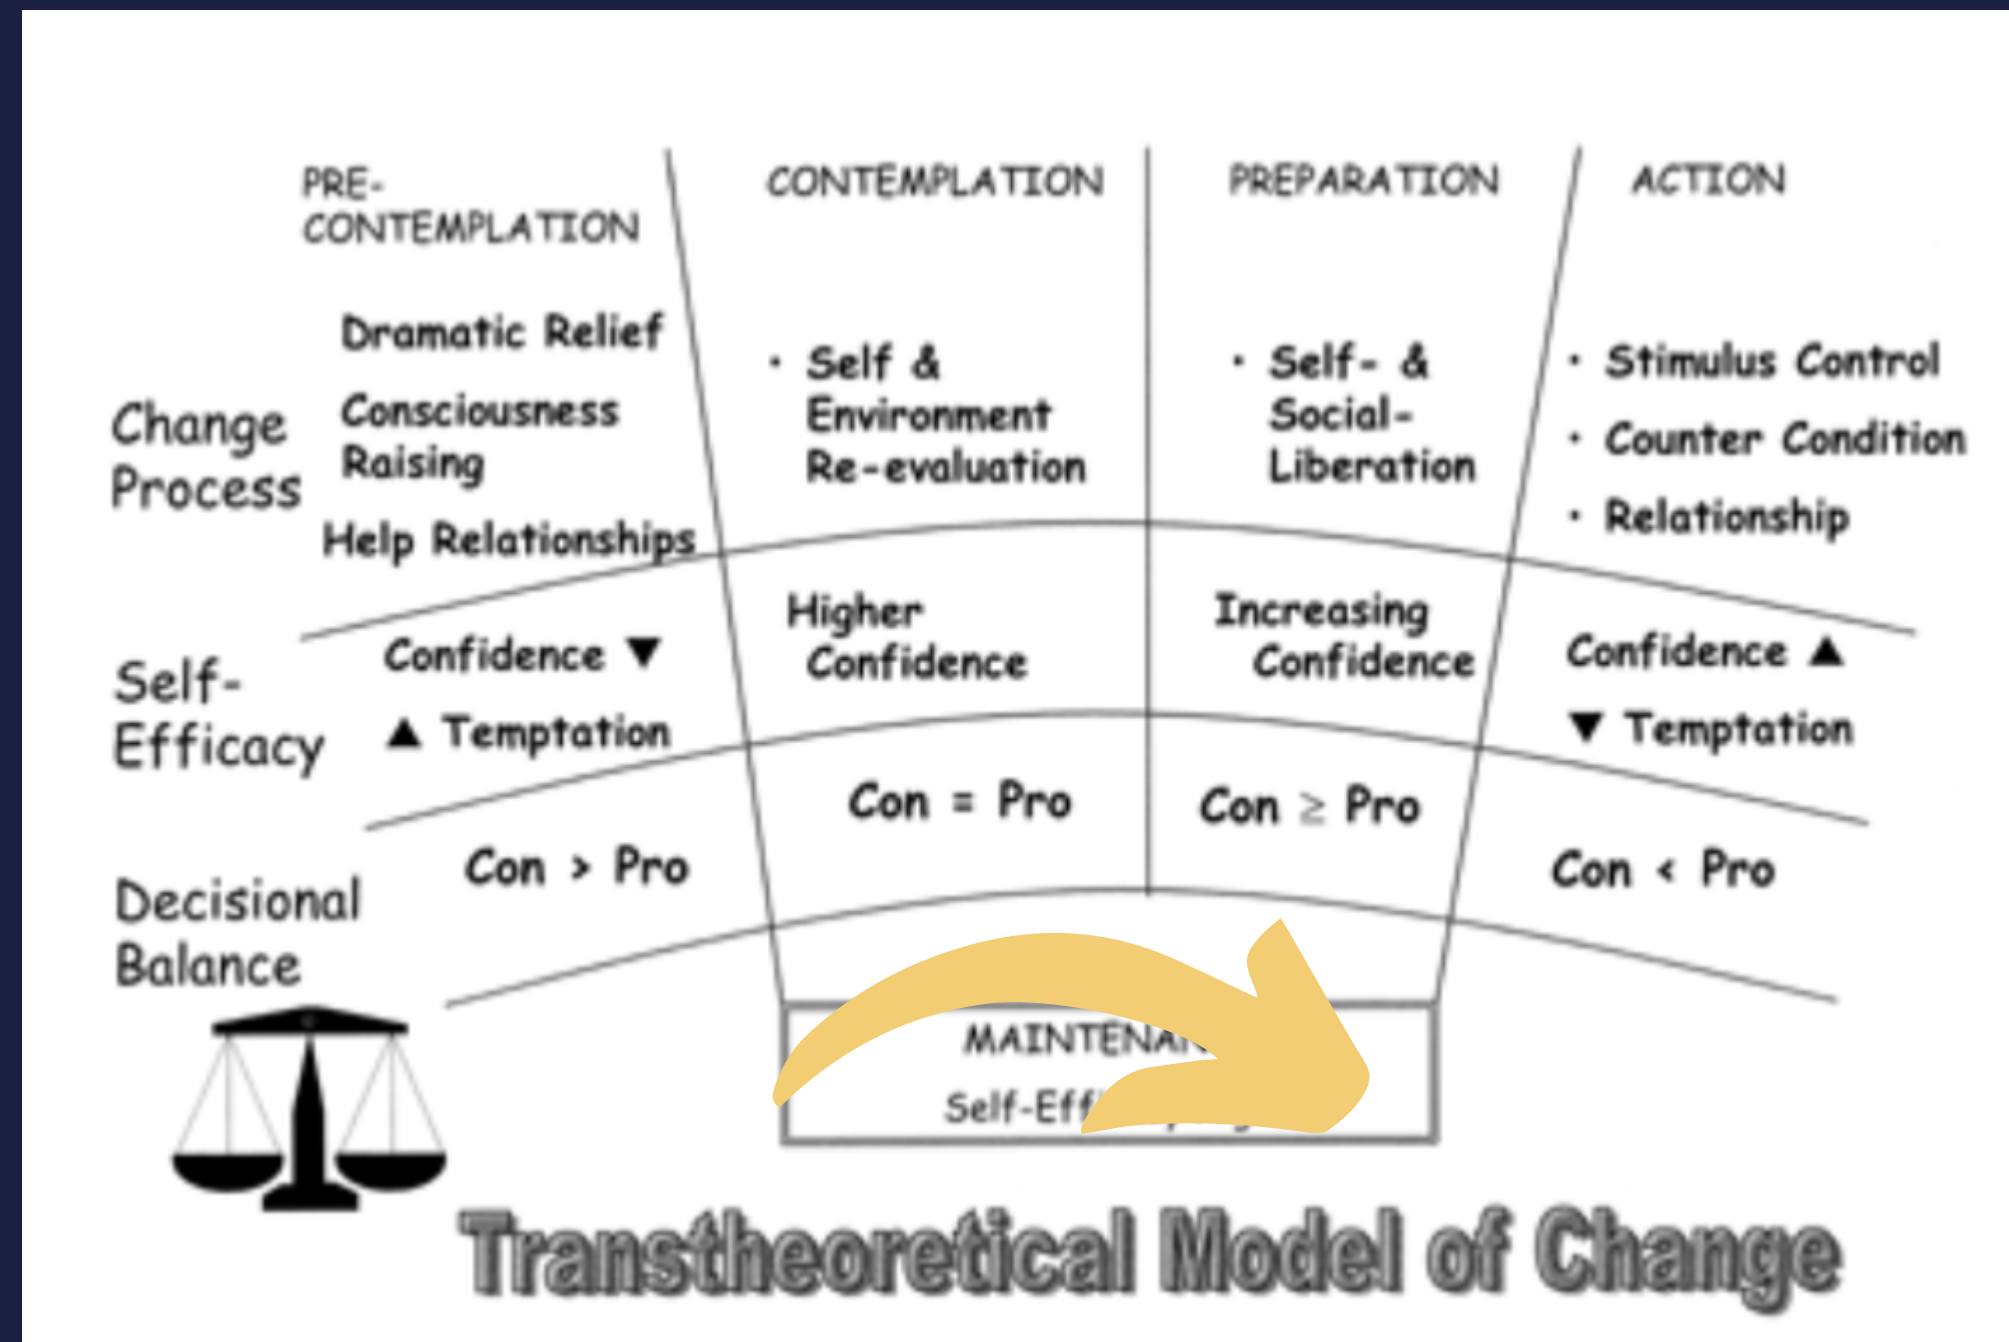 PRE-
CONTEMPLATION
CONTEMPLATION
PREPARATION
ACTION
Change
Process
Dramatic Relief
Consciousness
Raising
Help Relationships
· Self &
Environment
Re-evaluation
· Self- &
Social-
Liberation
· Stimulus Control
· Counter Condition
· Relationship
Self-
Efficacy
Confidence ▼
▲ Temptation
Higher
Confidence
Increasing
Confidence
Confidence ▲
▼ Temptation
Decisional
Balance
Con > Pro
Con = Pro
Con ≥ Pro
Con < Pro
Transtheoretical Model of Change